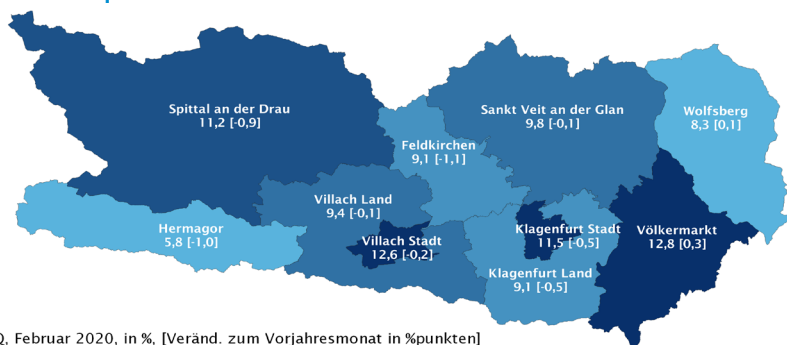 Spittal an der Drau
11,2 [-0,9]
Sankt Veit an der Glan
9,8 [-0,1]
Wolfsberg
8,3 [0,1]
Feldkirchen
9,1 [-1,1]
Villach Land
9,4 [-0,1]
Hermagor
5,8 [-1,0]
Villach Stadt
12,6 [-0,2]
Klagenfurt Stadt
11,5 [-0,5]
Völkermarkt
12,8 [0,3]
Klagenfurt Land
9,1 [-0,5]
Februar 2020, in %, [Veränd. zum Vorjahresmonat in %punkten]